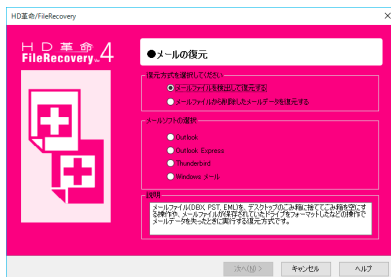 HD革命/FileRecovery
HD革命
FileRecovery Ver.4
●メールの復元
復元方式を選択してください
メールファイルを検出して復元する
メールファイルから削除したメールデータを復元する
メールソフトの選択
Outlook
Outlook Express
Thunderbird
Windows メール
説明
メールファイル(DBX, PST, EML)を、デスクトップのごみ箱に捨ててごみ箱を空にす
る操作や、メールファイルが保存されていたドライブをフォーマットしたなどの操作で
メールデータを失ったときに実行する復元方式です。
次へ(N) >
キャンセル
ヘルプ